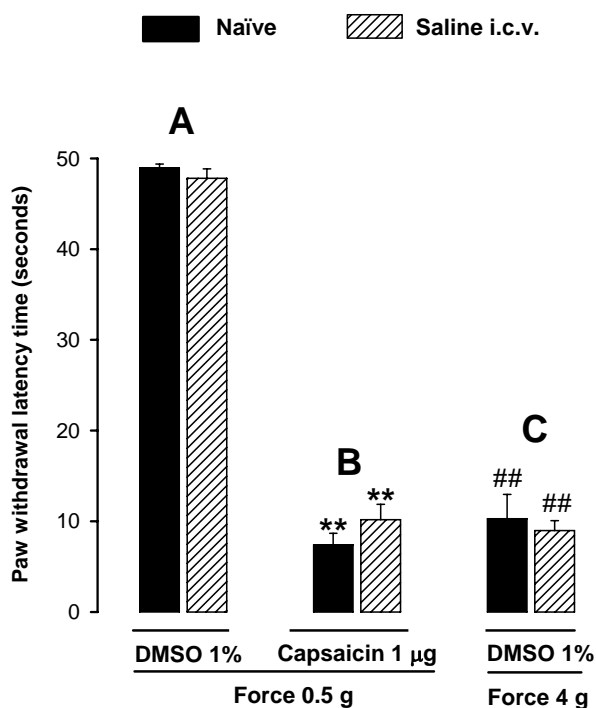 Naïve Saline i.c.v.
A
50
40
30
20
10
0
Paw withdrawal latency time (seconds)
B
** **
C
## ##
DMSO 1% Capsaicin 1 μg DMSO 1%
Force 0.5 g Force 4 g